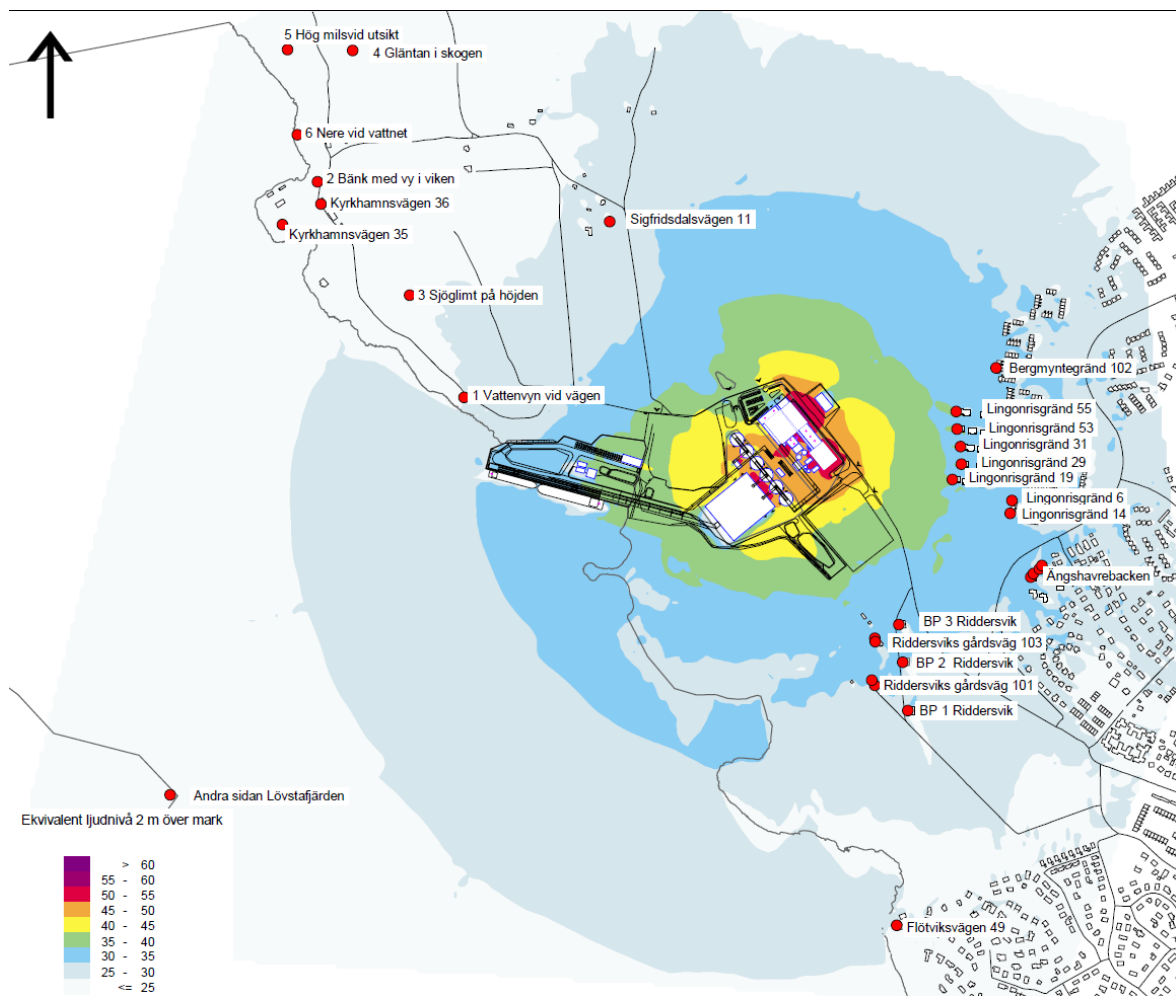 5 Hög milsvid utsikt
4 Gläntan i skogen
6 Nere vid vattnet
2 Bänk med vy i viken
Kyrkhamnsvägen 36
Kyrkhamnsvägen 35
Sigfridsdalsvägen 11
3 Sjöglimt på höjden
1 Vattenvyn vid vägen
Bergmyntegränd 102
Lingonrisgränd 55
Lingonrisgränd 53
Lingonrisgränd 31
Lingonrisgränd 29
Lingonrisgränd 19
Lingonrisgränd 6
Lingonrisgränd 14
Ängshavrebacken
BP 3 Riddersvik
Riddersviks gårdsväg 103
BP 2 Riddersvik
Riddersviks gårdsväg 101
BP 1 Riddersvik
Andra sidan Lövstafjärden
Ekvivalent ljudnivå 2 m över mark
> 60
55 - 60
50 - 55
45 - 50
40 - 45
35 - 40
30 - 35
25 - 30
<= 25
Flötviksvägen 49